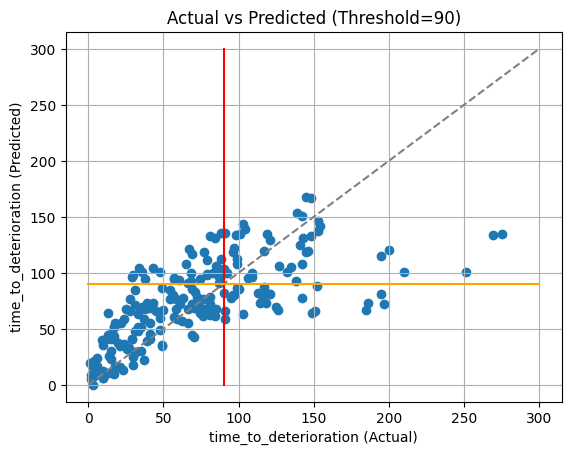 Actual vs Predicted (Threshold=90)
time_to_deterioration (Predicted)
300
250
200
150
100
50
0
0 50 100 150 200 250 300
time_to_deterioration (Actual)